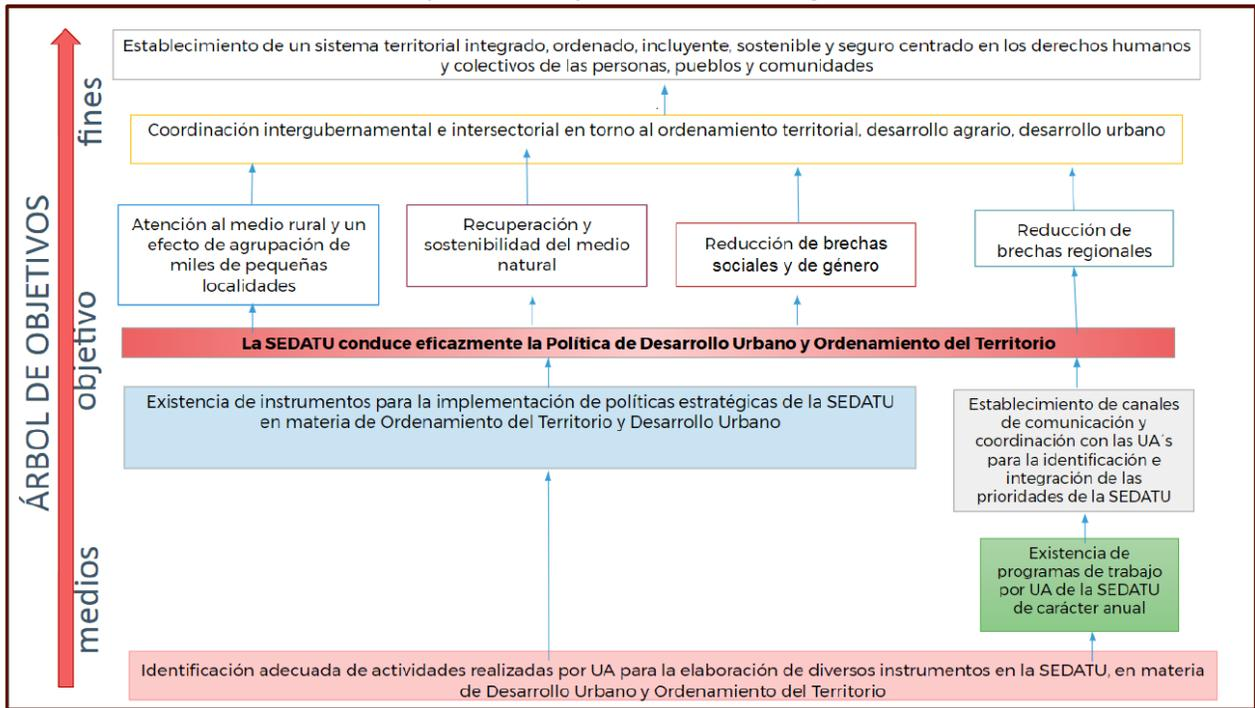 Establecimiento de un sistema territorial integrado, ordenado, incluyente, sostenible y seguro centrado en los derechos humanos
y colectivos de las personas, pueblos y comunidades
Coordinación intergubernamental e intersectorial en torno al ordenamiento territorial, desarrollo agrario, desarrollo urbano
Atención al medio rural y un
efecto de agrupación de
miles de pequeñas
localidades
Recuperación y
sostenibilidad del medio
natural
Reducción de brechas
sociales y de género
Reducción de
brechas regionales
La SEDATU conduce eficazmente la Política de Desarrollo Urbano y Ordenamiento del Territorio
Existencia de instrumentos para la implementación de políticas estratégicas de la SEDATU
en materia de Ordenamiento del Territorio y Desarrollo Urbano
Establecimiento de canales
de comunicación y
coordinación con las UA´s
para la identificación e
integración de las
prioridades de la SEDATU
Existencia de
programas de trabajo
por UA de la SEDATU
de carácter anual
Identificación adecuada de actividades realizadas por UA para la elaboración de diversos instrumentos en la SEDATU, en materia
de Desarrollo Urbano y Ordenamiento del Territorio
ÁRBOL DE OBJETIVOS
fines
objetivo
medios